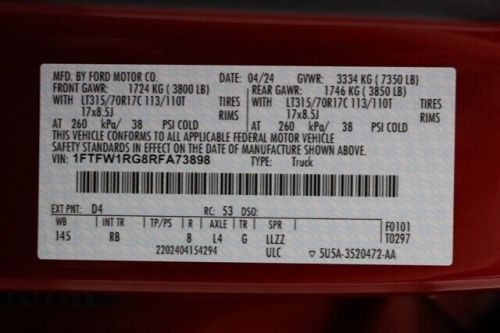 MFD. BY FORD MOTOR CO. 04/24 GVWR: 3334 KG ( 7350 LB)
FRONT GAWR: 1724 KG ( 3800 LB) REAR GAWR: 1746 KG ( 3850 LB)
WITH LT315/70R17C 113/110T TIRES WITH LT315/70R17C 113/110T TIRES
17x8.5J RIMS 17x8.5J RIMS
AT 260 kPa/ 38 PSI COLD AT 260 kPa/ 38 PSI COLD
THIS VEHICLE CONFORMS TO ALL APPLICABLE FEDERAL MOTOR VEHICLE
SAFETY STANDARDS IN EFFECT ON THE DATE OF MANUFACTURE SHOWN ABOVE.
VIN: 1FTFW1RG8RFA73898 TYPE: Truck
EXT PNT: D4 RC: 53 DSO: F0101
WB INT TR TP/PS R AXLE TR SPR T0297
145 RB 8 L4 G LLZZ
2202404154294 ULC 5U5A-3520472-AA